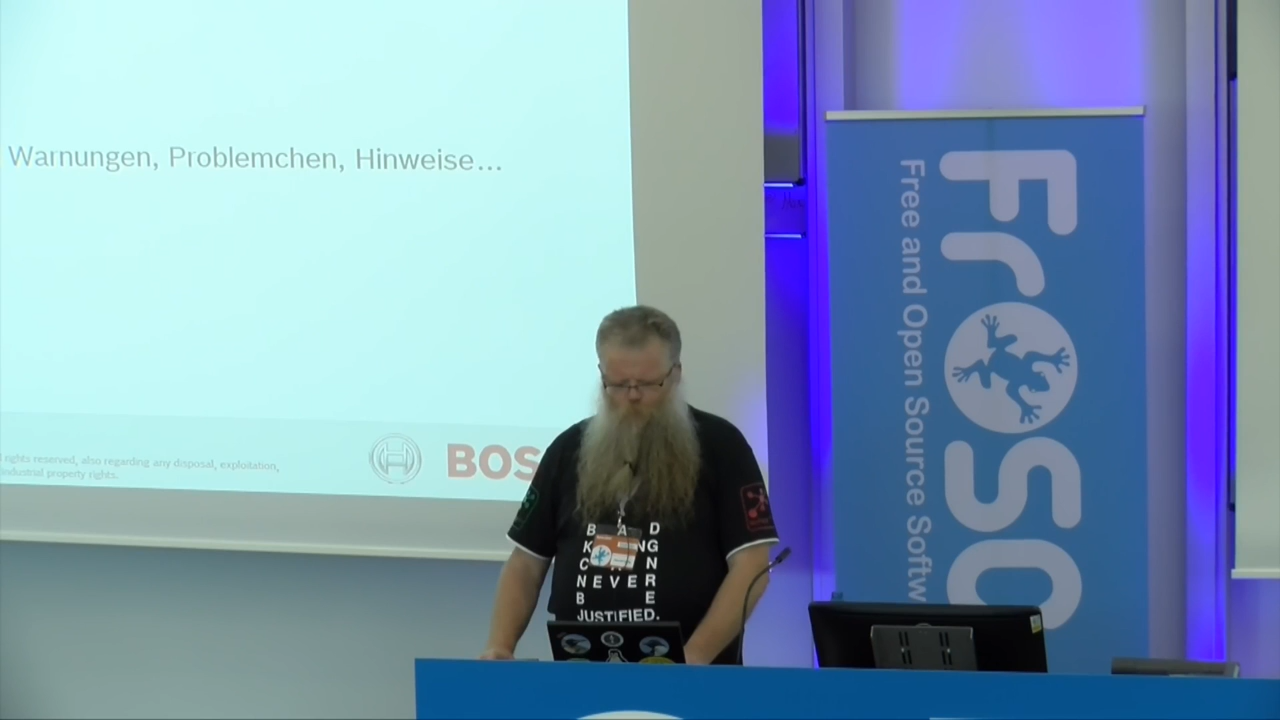 Warnungen, Problemchen, Hinweise...
rights reserved, also regarding any disposal, exploitation,
industrial property rights.
BOS
FrOSC
Free and Open Source Softw
NEVER
JUSTIFIED.